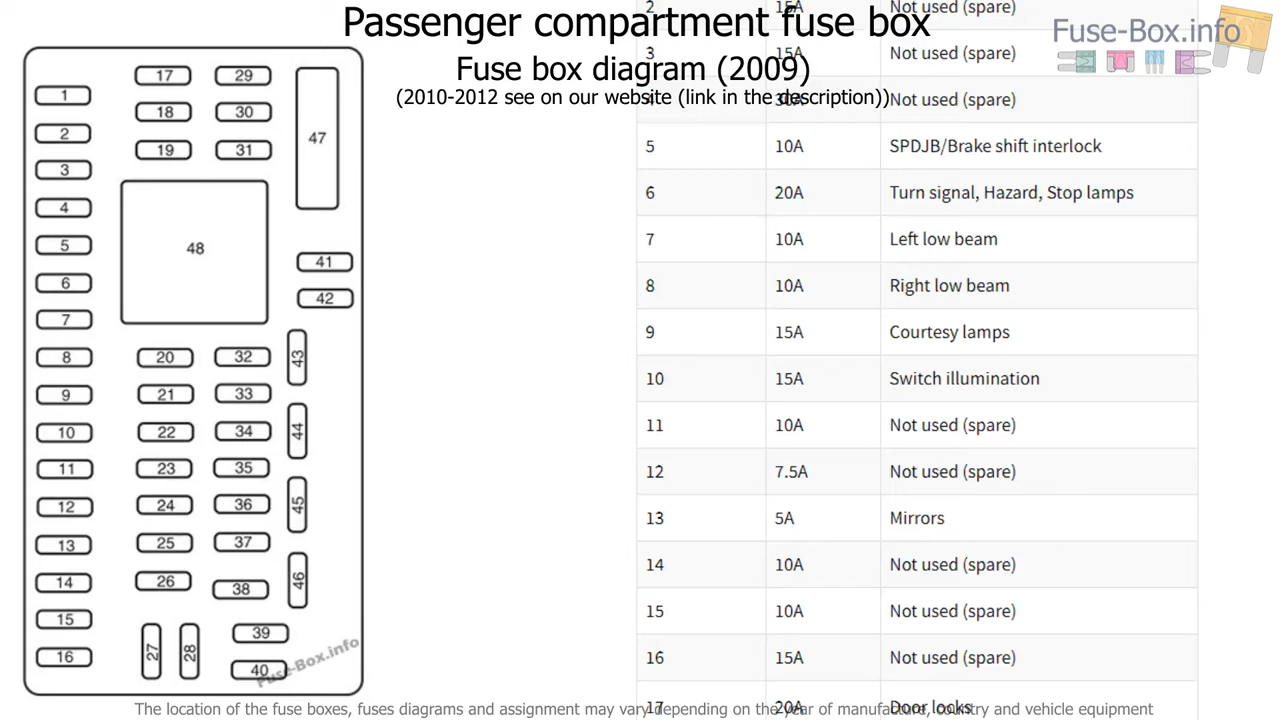 Passenger compartment fuse box
Fuse box diagram (2009)
(2010-2012 see on our website (link in the description))
Fuse-Box.info
1
2
3
4
5
6
7
8
9
10
11
12
13
14
15
16
17
18
19
29
30
31
47
48
41
42
20
21
22
23
24
25
26
32
33
34
35
36
37
38
43
44
45
46
27
28
39
40
Fuse-Box.info
2 15A Not used (spare)
3 15A Not used (spare)
4 30A Not used (spare)
5 10A SPDJB/Brake shift interlock
6 20A Turn signal, Hazard, Stop lamps
7 10A Left low beam
8 10A Right low beam
9 15A Courtesy lamps
10 15A Switch illumination
11 10A Not used (spare)
12 7.5A Not used (spare)
13 5A Mirrors
14 10A Not used (spare)
15 10A Not used (spare)
16 15A Not used (spare)
17 20A Door locks
The location of the fuse boxes, fuses diagrams and assignment may vary depending on the year of manufacture, country and vehicle equipment